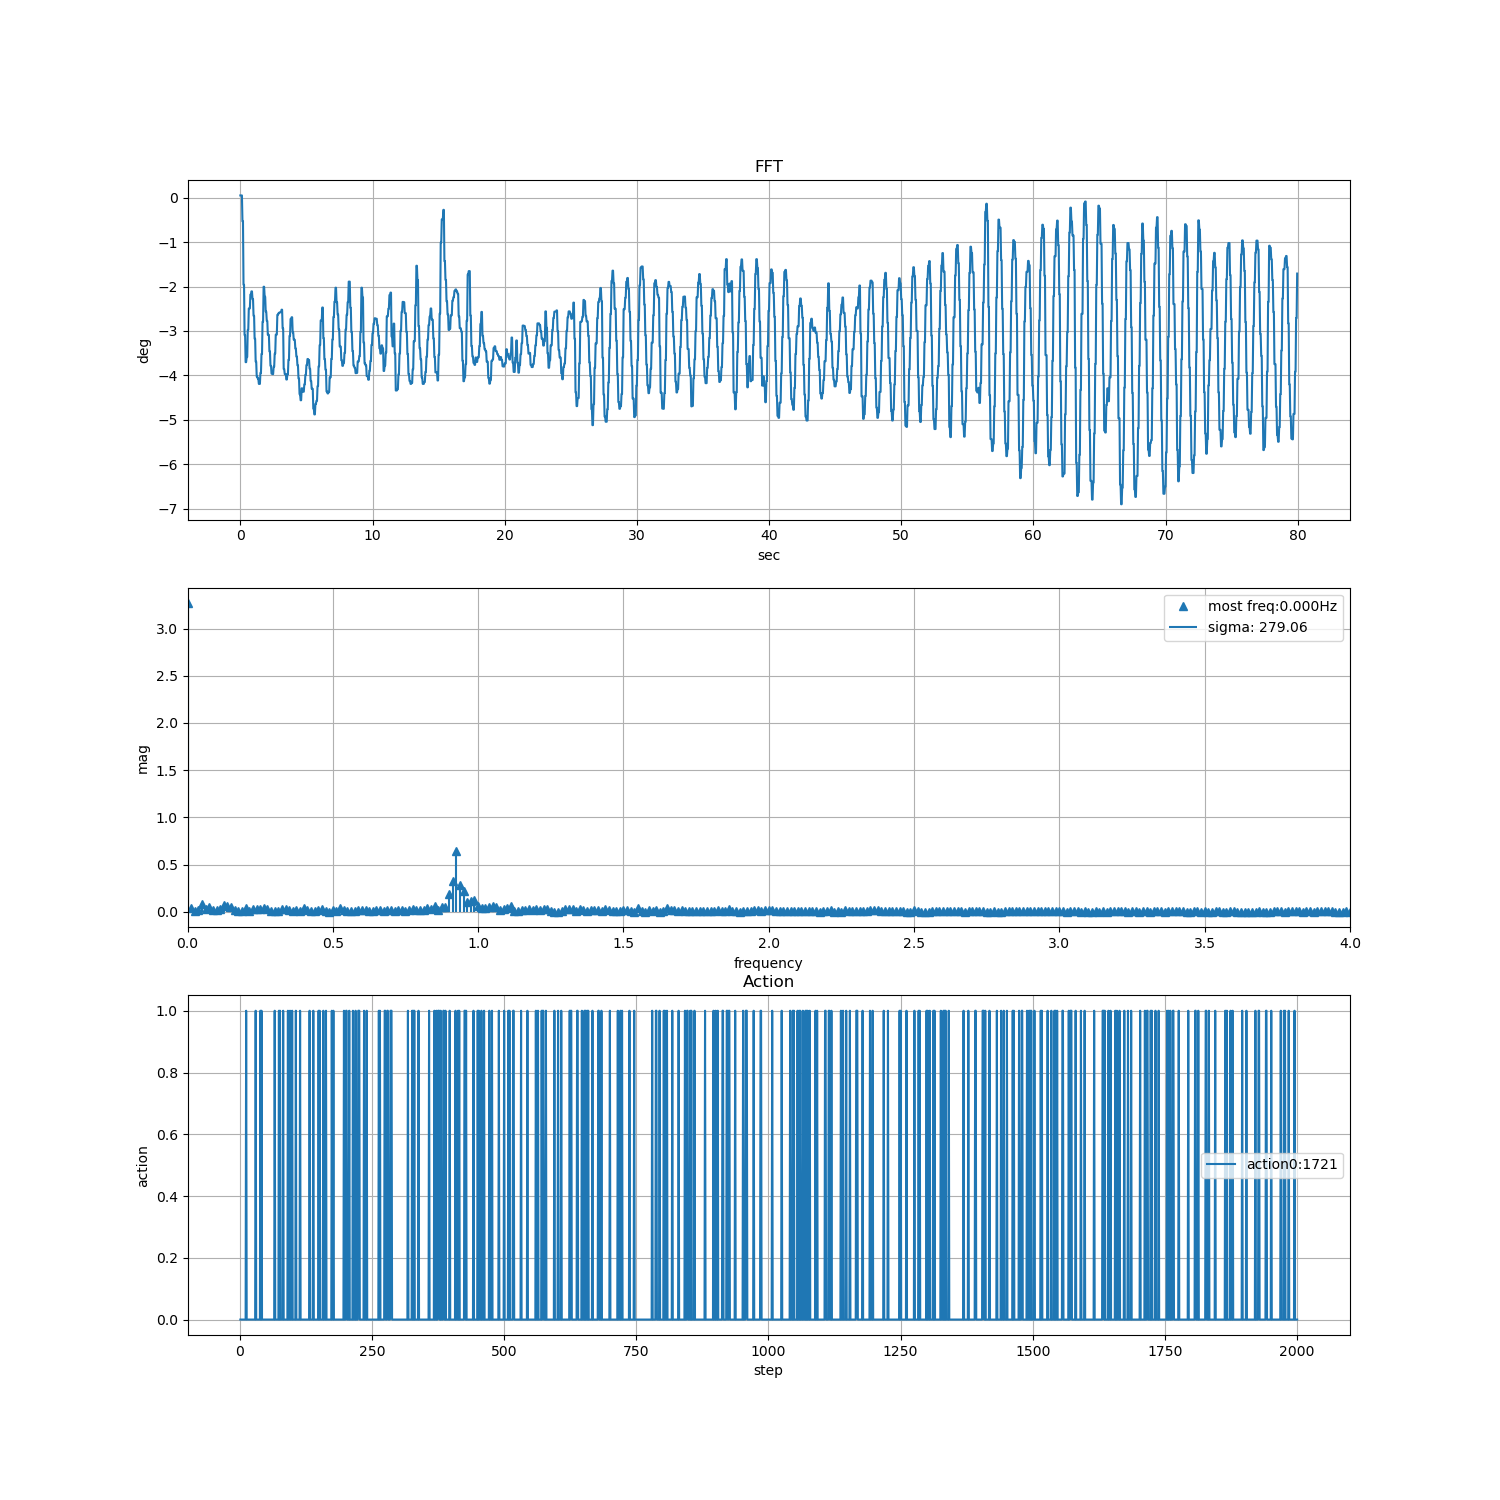 FFT
0
−1
−2
−3
−4
−5
−6
−7
deg
0 10 20 30 40 50 60 70 80
sec
most freq:0.000Hz
sigma: 279.06
3.0
2.5
2.0
1.5
1.0
0.5
0.0
mag
0.0 0.5 1.0 1.5 2.0 2.5 3.0 3.5 4.0
frequency
Action
1.0
0.8
0.6
0.4
0.2
0.0
action
action0:1721
0 250 500 750 1000 1250 1500 1750 2000
step